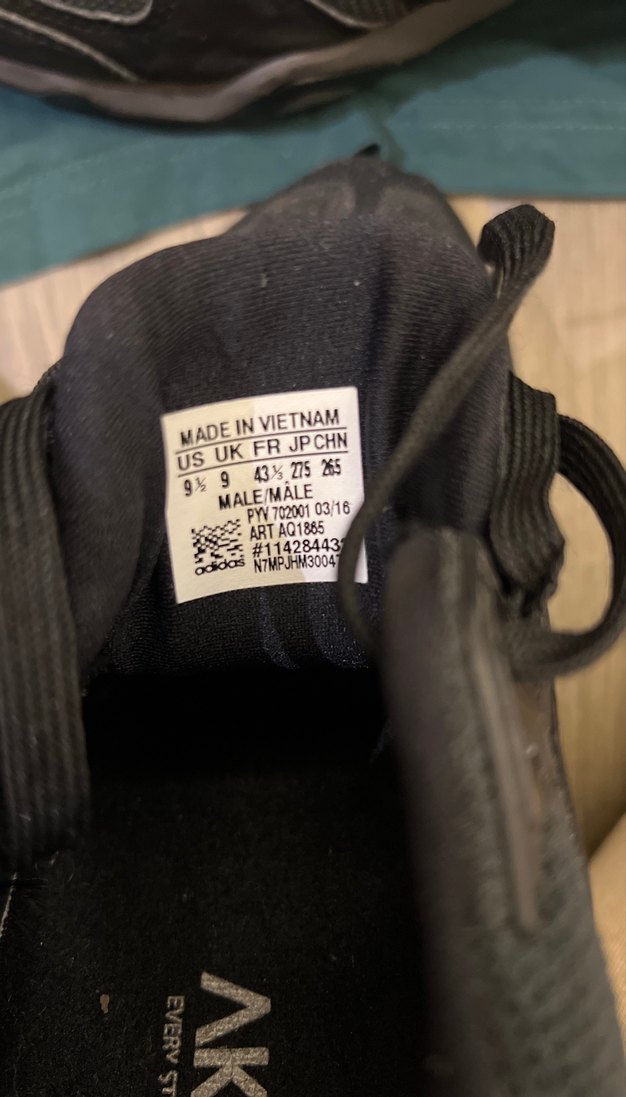 MADE IN VIETNAM
US UK FR JP CHN
9½ 9 43⅓ 275 265
MALE/MÂLE
PYV 702001 03/16
ART AQ1865
adidas
EVERY